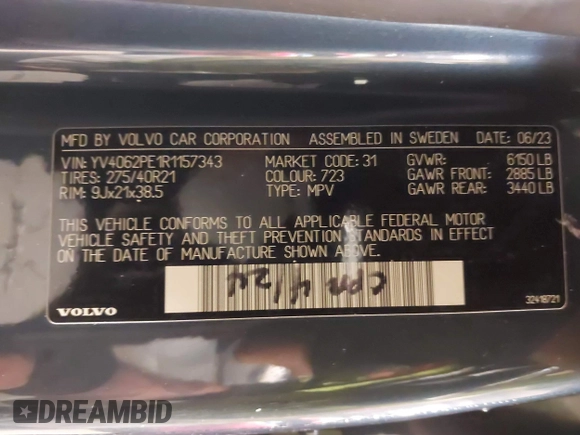 MFD BY VOLVO CAR CORPORATION ASSEMBLED IN SWEDEN DATE: 06/23
VIN: YV4062PE1R1157343 MARKET CODE: 31 GVWR: 6150 LB
TIRES: 275/40R21 COLOUR: 723 GAWR FRONT: 2885 LB
RIM: 9Jx21x38.5 TYPE: MPV GAWR REAR: 3440 LB
THIS VEHICLE CONFORMS TO ALL APPLICABLE FEDERAL MOTOR
VEHICLE SAFETY AND THEFT PREVENTION STANDARDS IN EFFECT
ON THE DATE OF MANUFACTURE SHOWN ABOVE.
VOLVO
32418721
DREAMBID